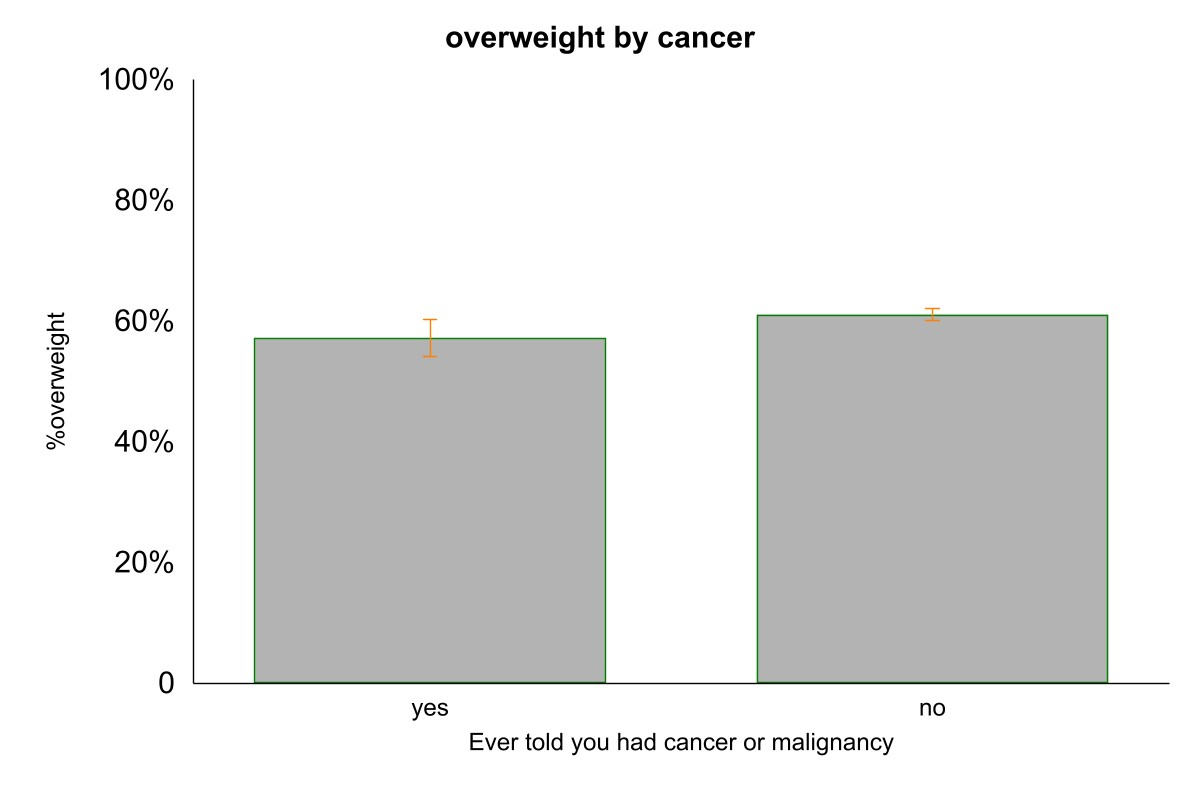 overweight by cancer
100%
80%
60%
40%
20%
0
%overweight
yes no
Ever told you had cancer or malignancy